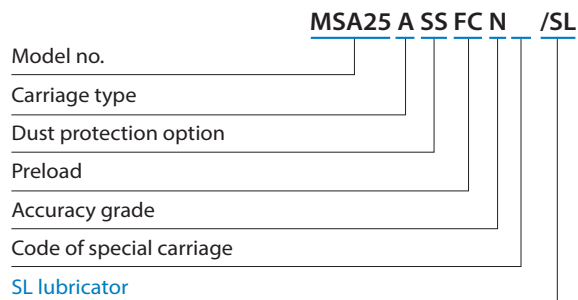 MSA25 A SS FC N /SL
Model no.
Carriage type
Dust protection option
Preload
Accuracy grade
Code of special carriage
SL lubricator